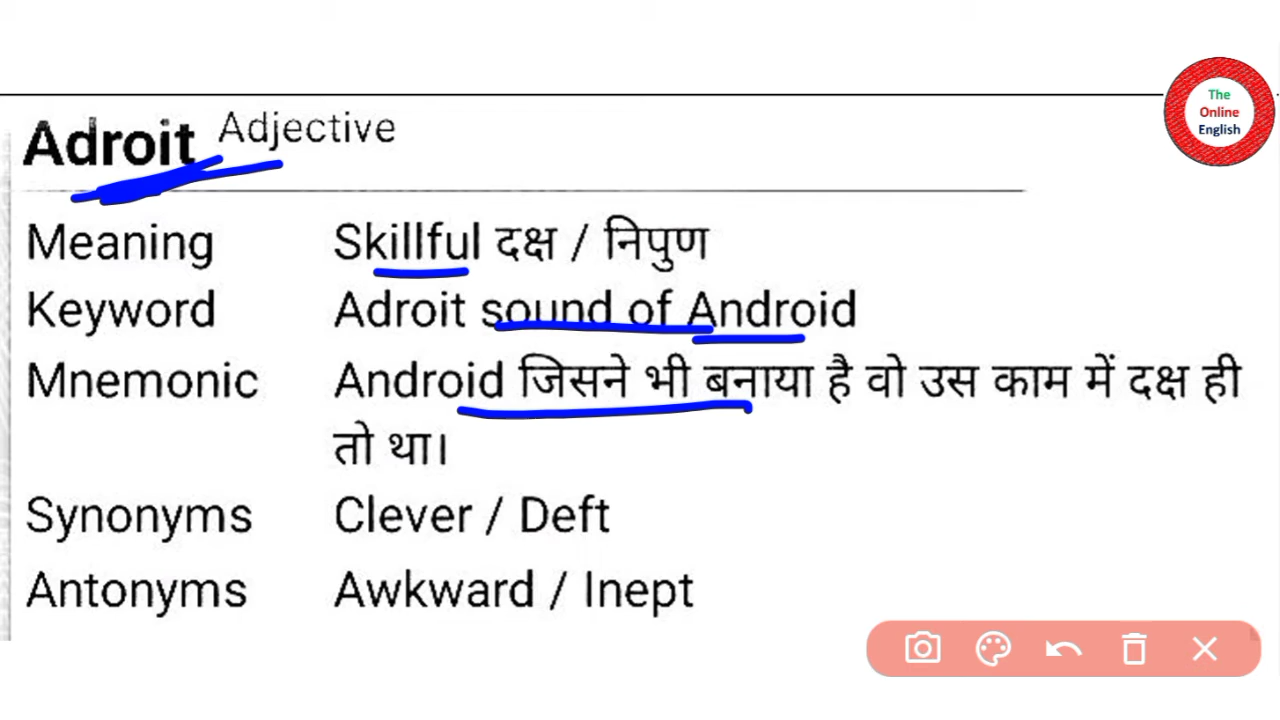 The
Online
English
Adroit Adjective
Meaning Skillful दक्ष / निपुण
Keyword Adroit sound of Android
Mnemonic Android जिसने भी बनाया है वो उस काम में दक्ष ही
तो था।
Synonyms Clever / Deft
Antonyms Awkward / Inept